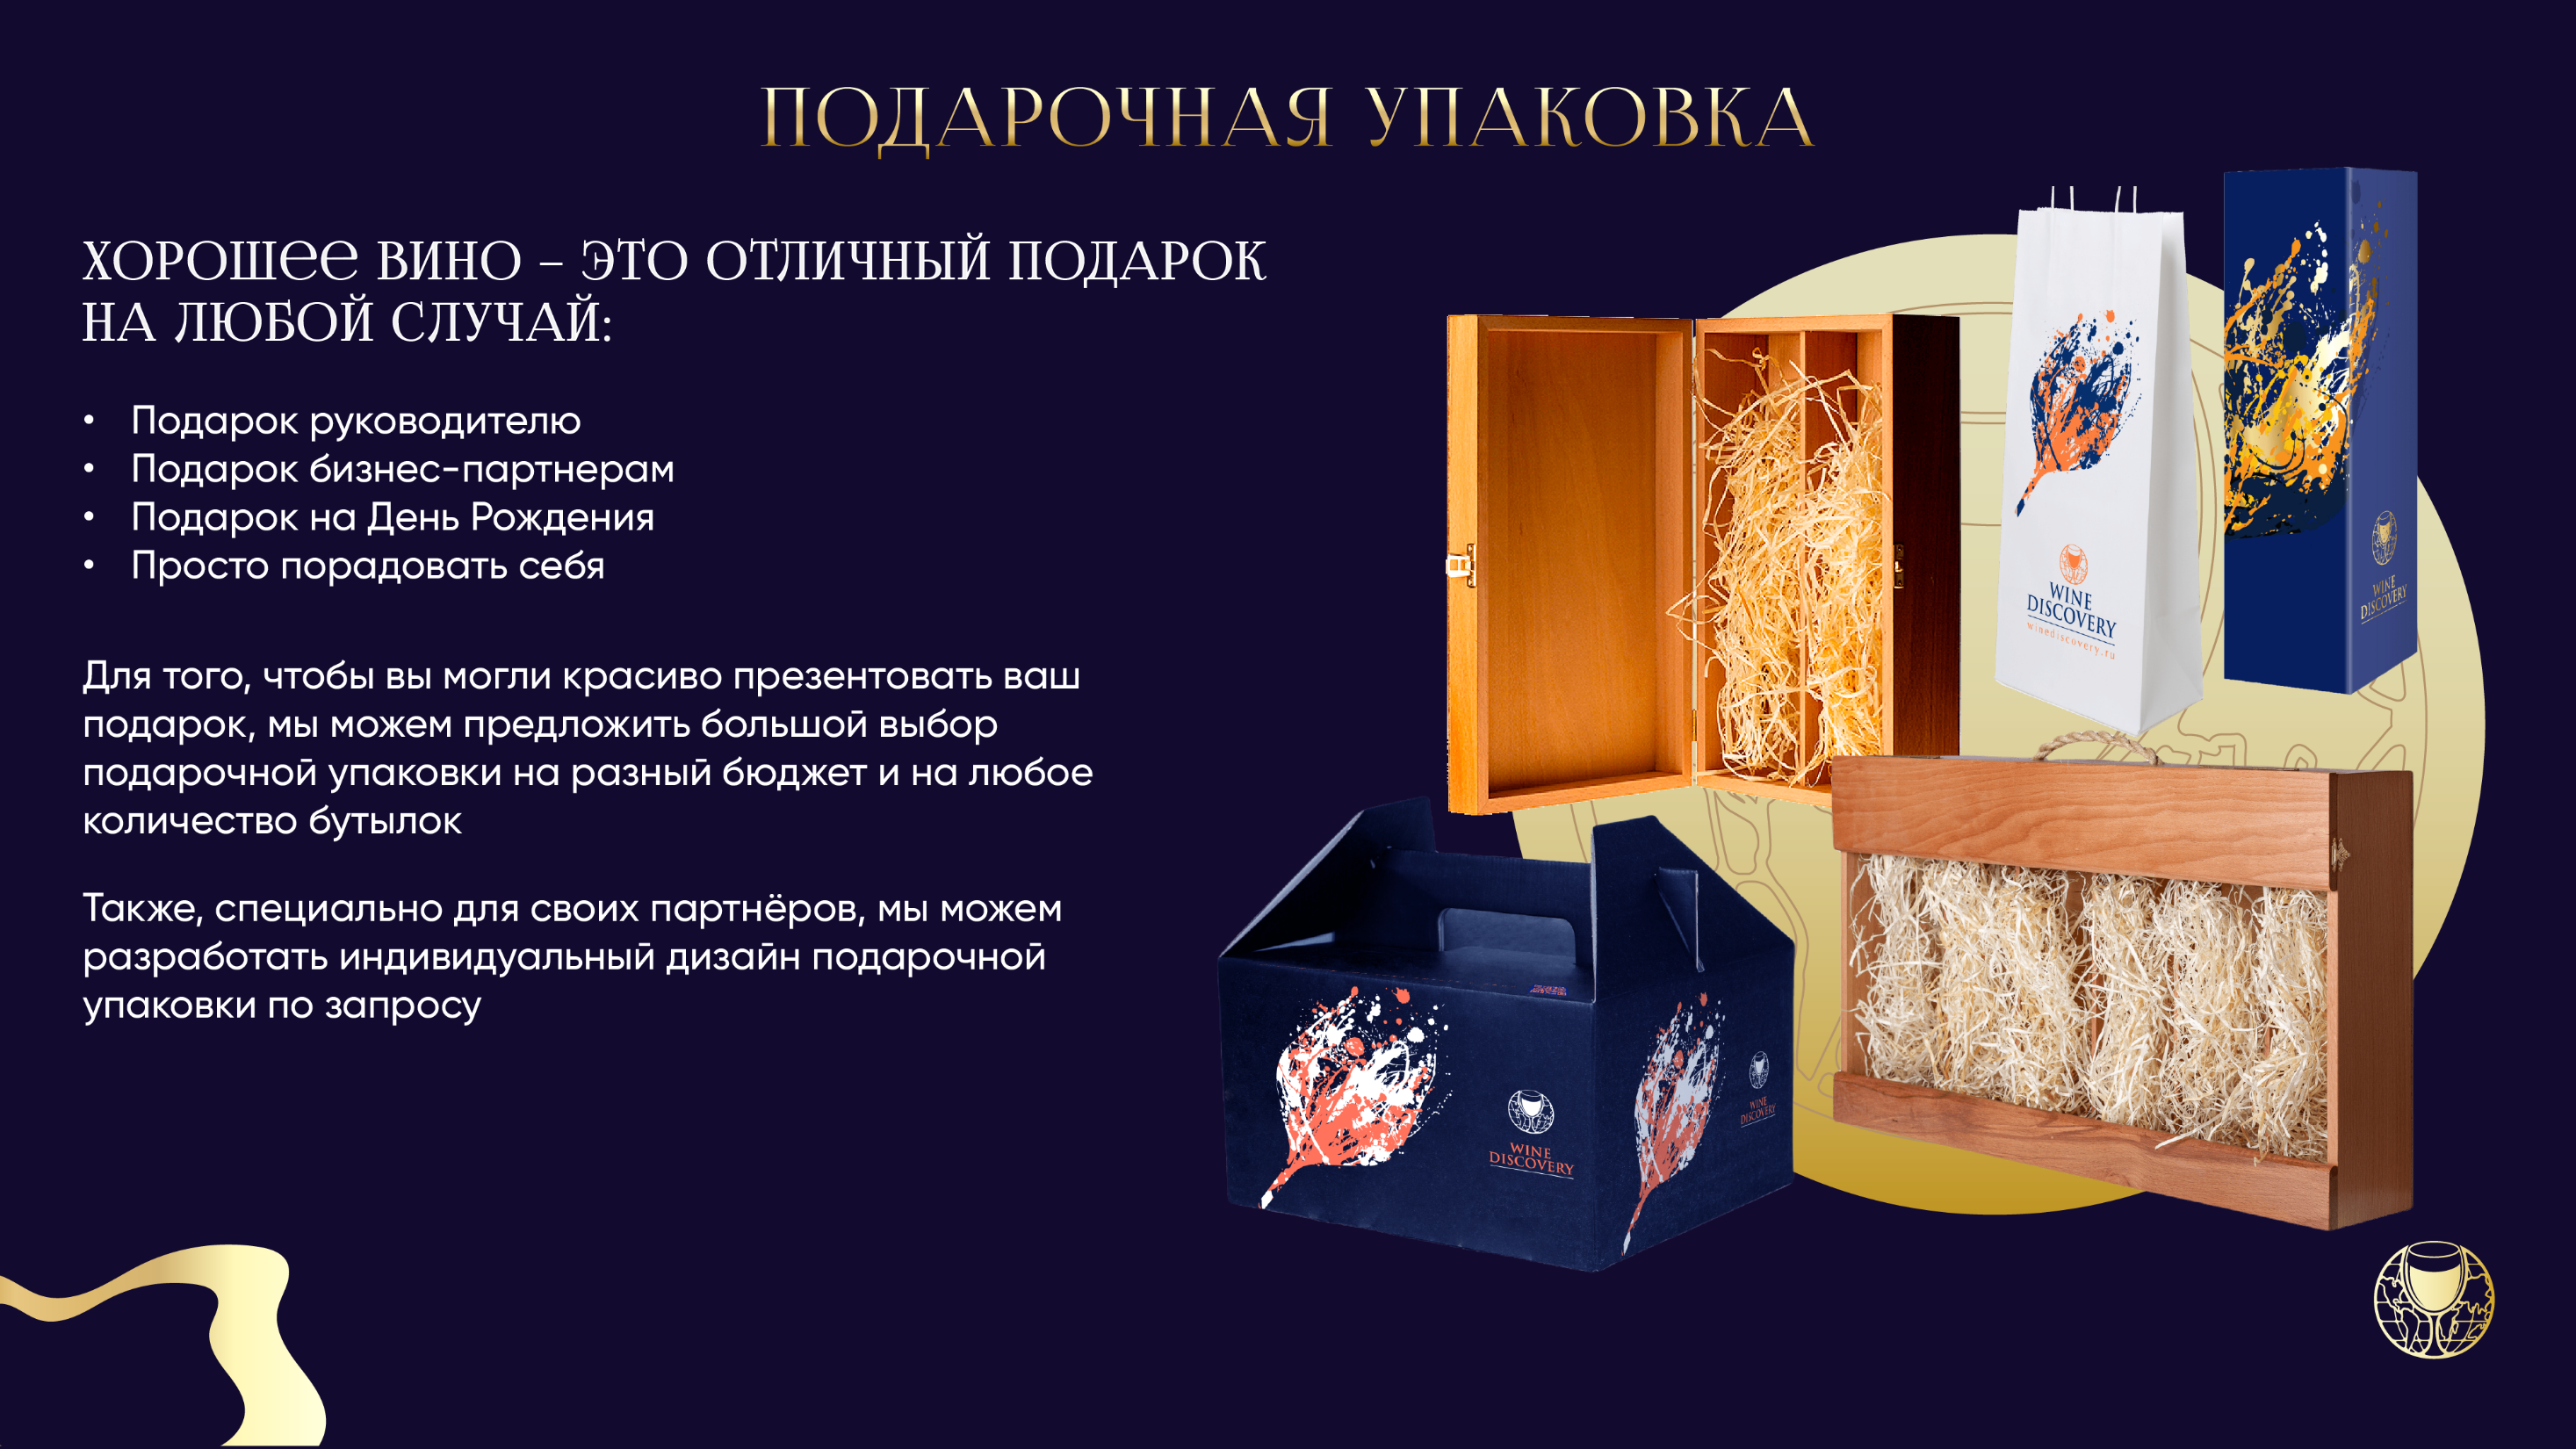 ПОДАРОЧНАЯ УПАКОВКА
ХОРОШее ВИНО – ЭТО ОТЛИЧНЫЙ ПОДАРОК
НА ЛЮБОЙ СЛУЧАЙ:
• Подарок руководителю
• Подарок бизнес-партнерам
• Подарок на День Рождения
• Просто порадовать себя
Для того, чтобы вы могли красиво презентовать ваш
подарок, мы можем предложить большой выбор
подарочной упаковки на разный бюджет и на любое
количество бутылок
Также, специально для своих партнёров, мы можем
разработать индивидуальный дизайн подарочной
упаковки по запросу
WINE
DISCOVERY
winediscovery.ru
WINE
DISCOVERY
WINE
DISCOVERY
WINE
DISCOVERY